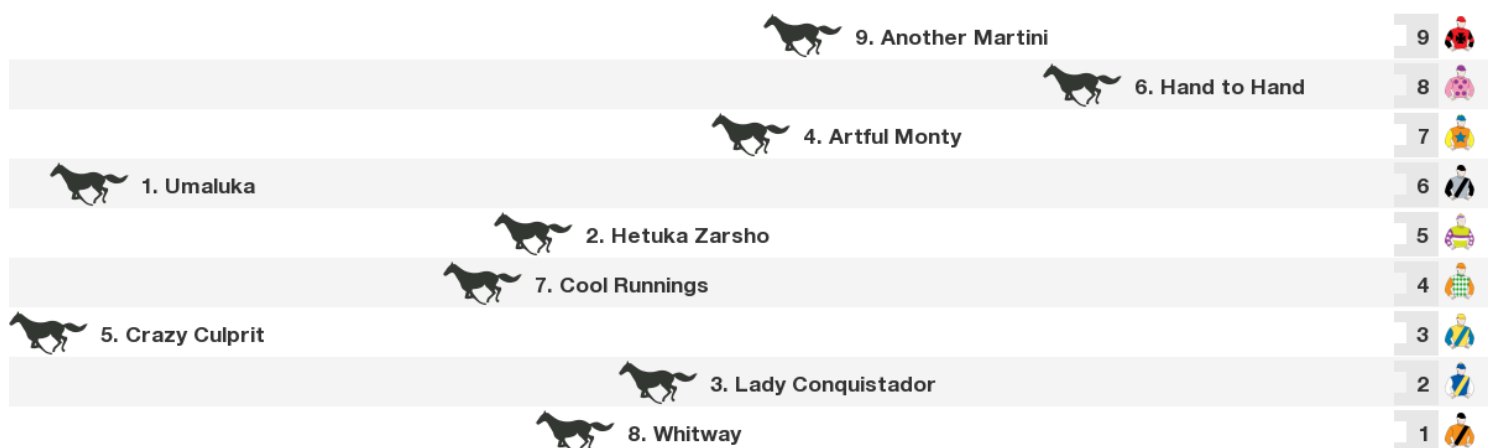 9. Another Martini 9
6. Hand to Hand 8
4. Artful Monty 7
1. Umaluka 6
2. Hetuka Zarsho 5
7. Cool Runnings 4
5. Crazy Culprit 3
3. Lady Conquistador 2
8. Whitway 1